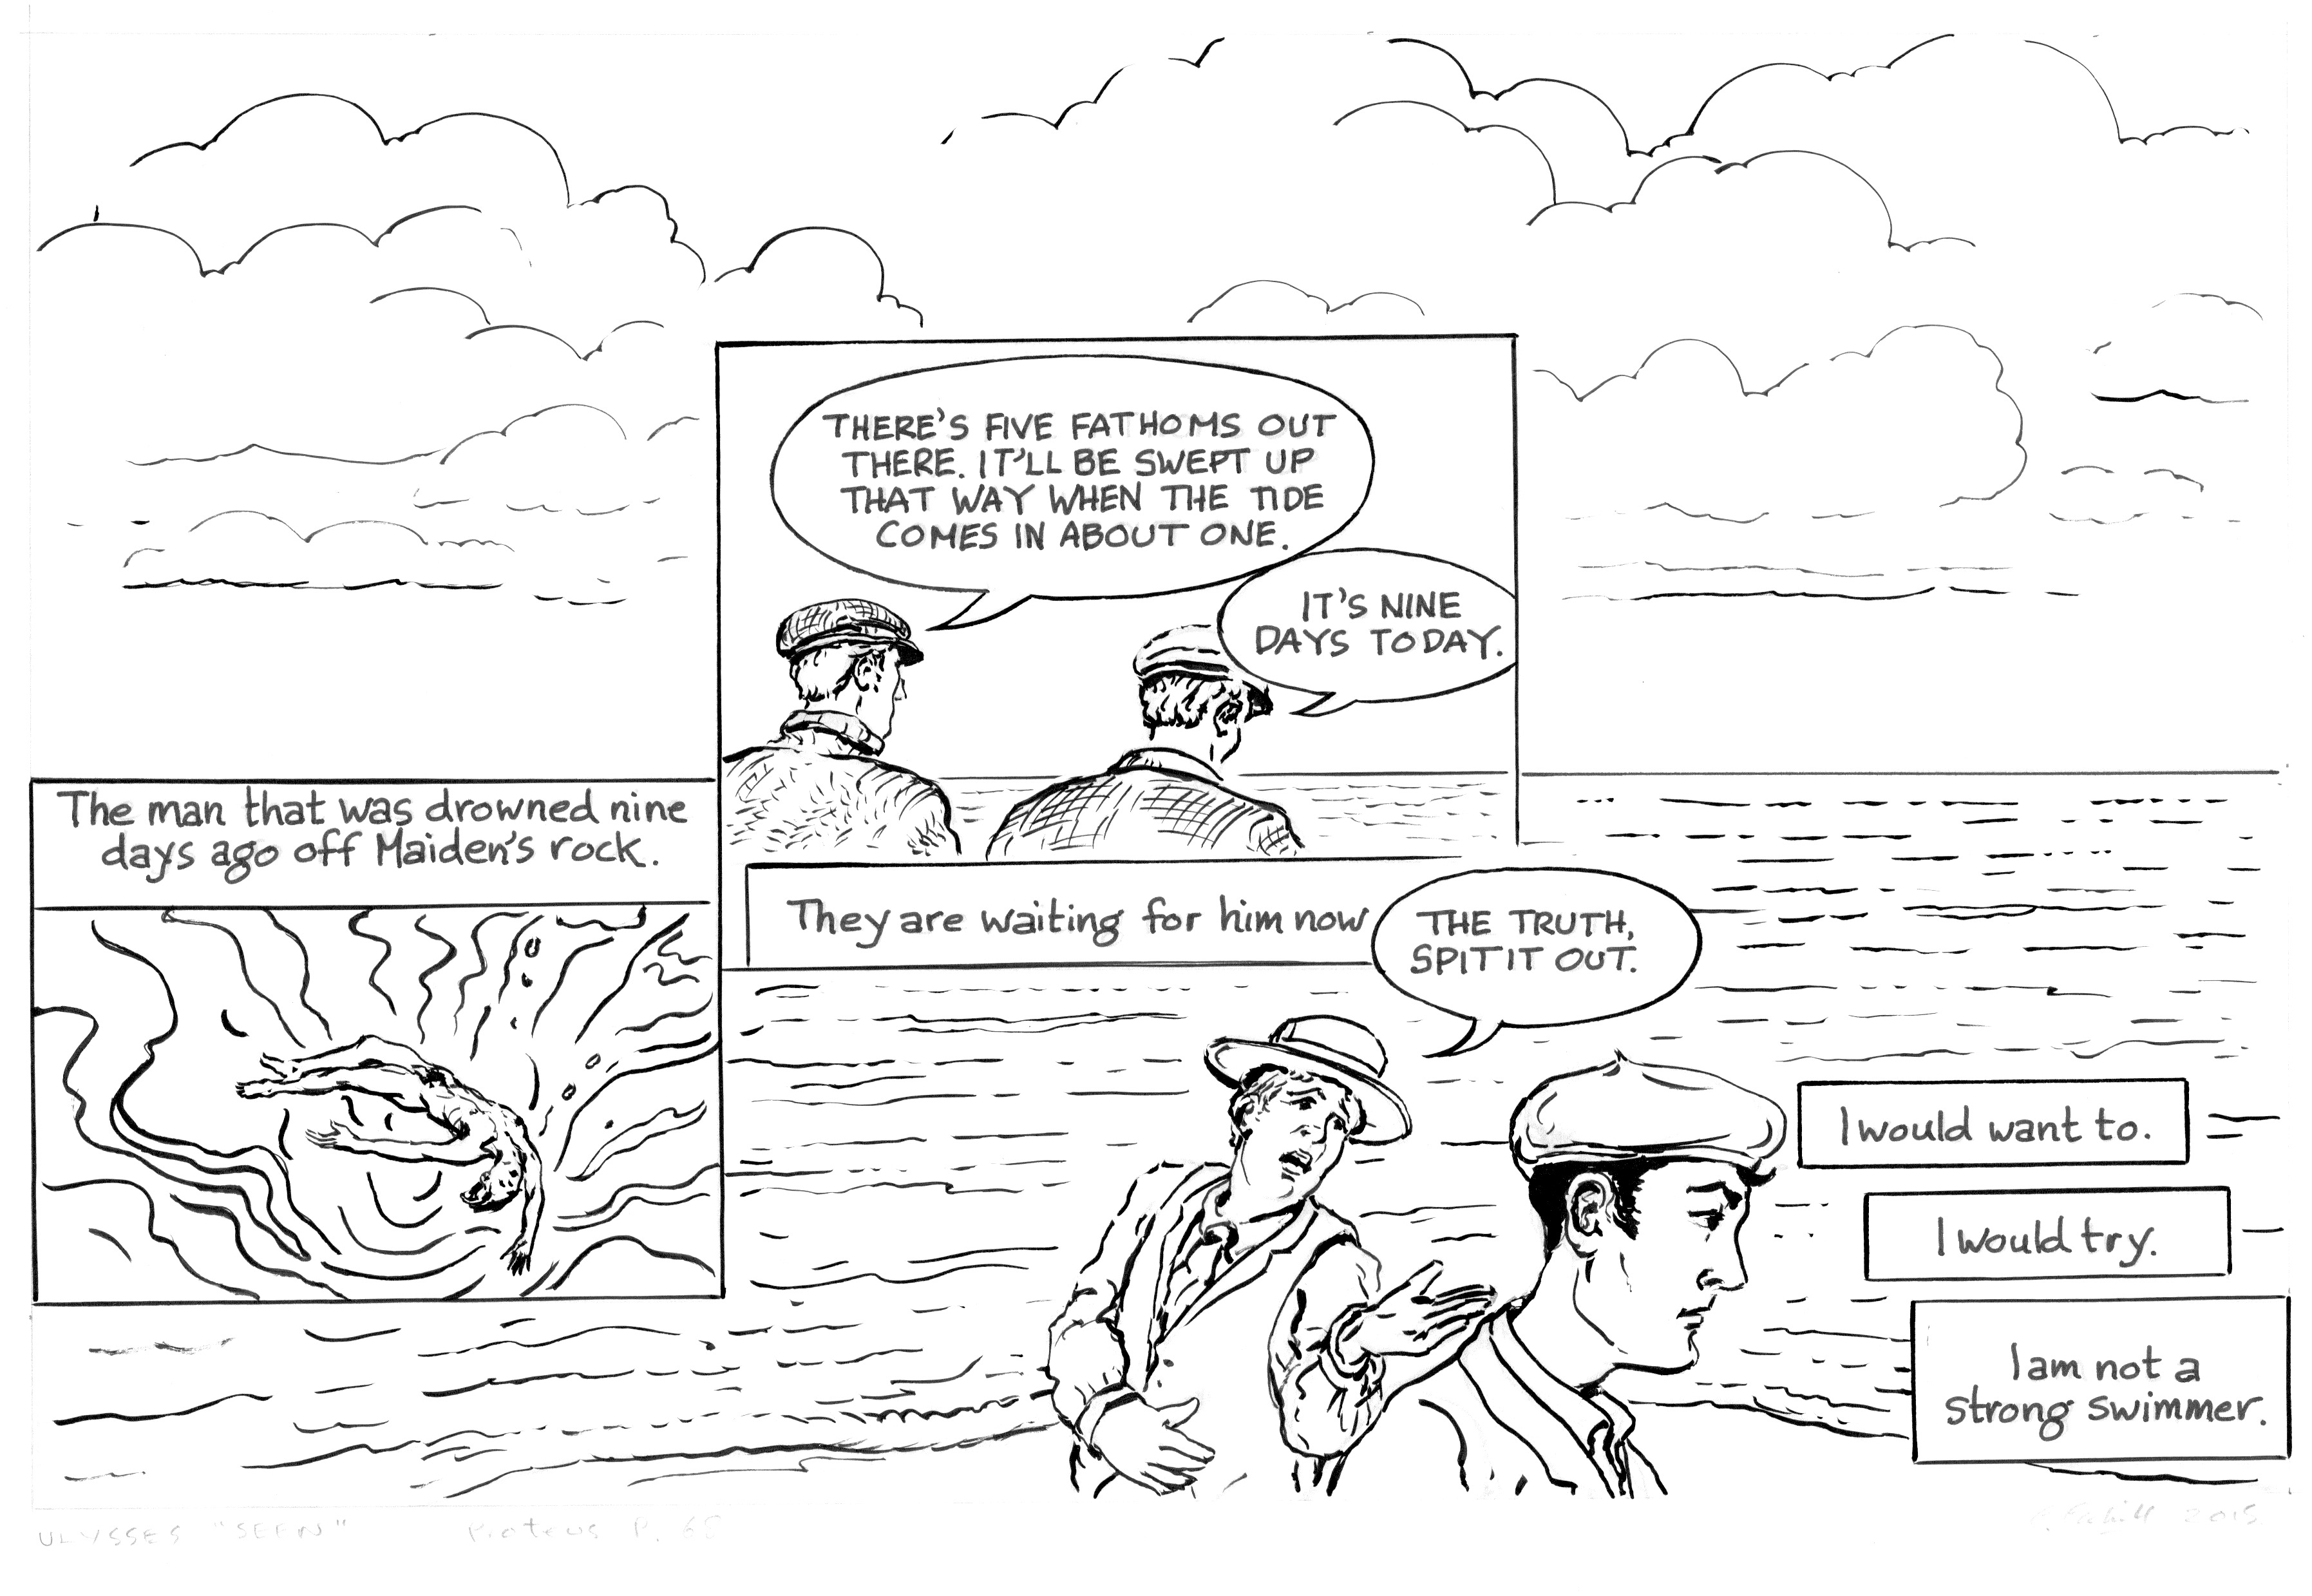 THERE'S FIVE FATHOMS OUT
THERE. IT'LL BE SWEPT UP
THAT WAY WHEN THE TIDE
COMES IN ABOUT ONE.
IT'S NINE
DAYS TODAY.
The man that was drowned nine
days ago off Maiden's rock.
They are waiting for him now
THE TRUTH,
SPIT IT OUT.
I would want to.
I would try.
I am not a
strong swimmer.
ULYSSES "SEEN" Proteus P.
2015